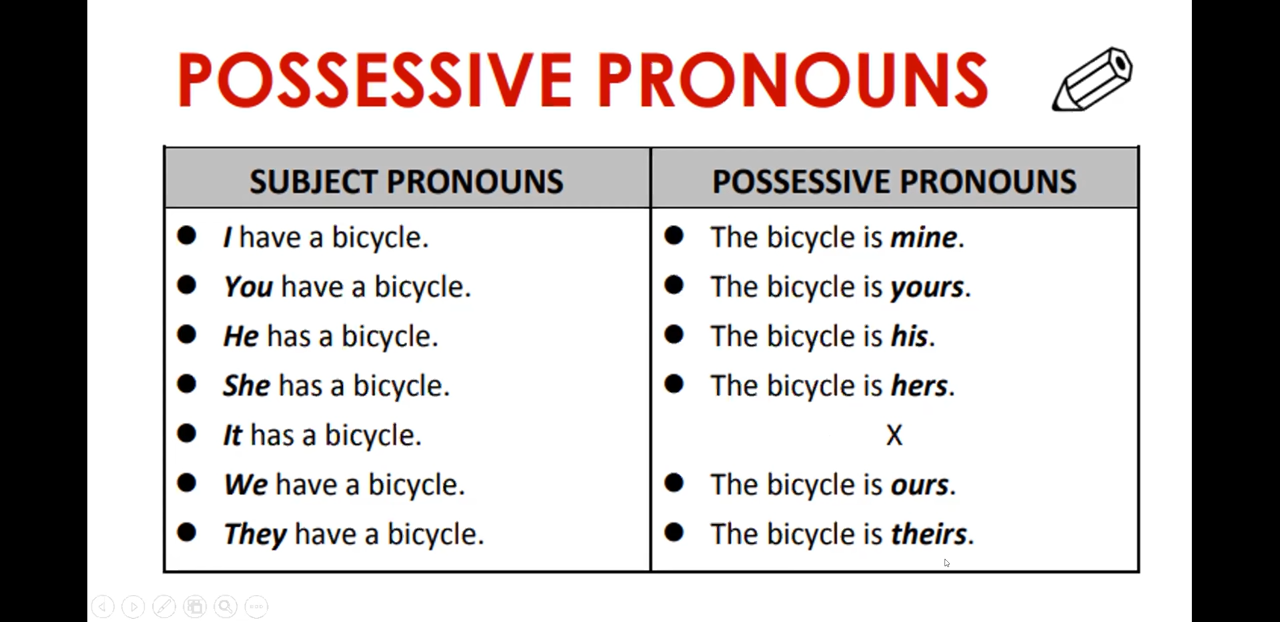 POSSESSIVE PRONOUNS
SUBJECT PRONOUNS
I have a bicycle.
You have a bicycle.
He has a bicycle.
She has a bicycle.
It has a bicycle.
We have a bicycle.
They have a bicycle.
POSSESSIVE PRONOUNS
The bicycle is mine.
The bicycle is yours.
The bicycle is his.
The bicycle is hers.
X
The bicycle is ours.
The bicycle is theirs.